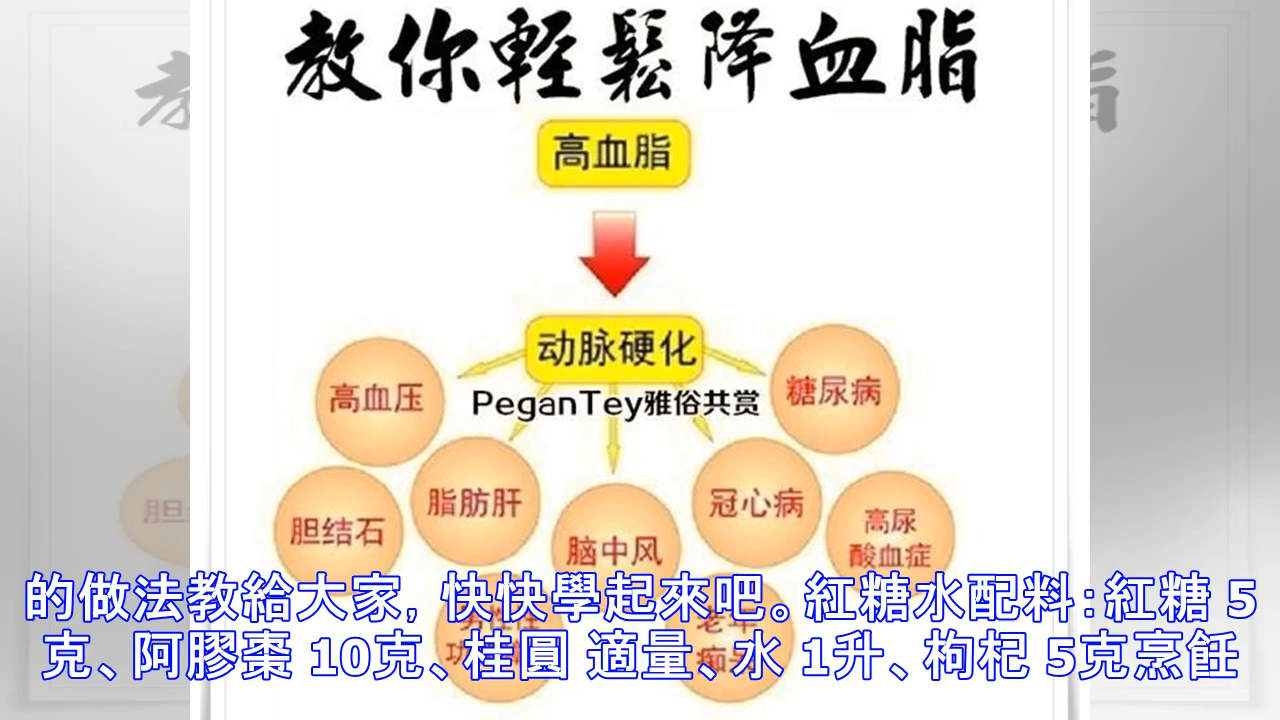 教你輕鬆降血脂
高血脂
动脉硬化
PeganTey雅俗共赏
高血压
糖尿病
脂肪肝
冠心病
胆结石
脑中风
高尿
酸血症
的做法教給大家，快快學起來吧。紅糖水配料：紅糖 5
克、阿膠棗 10克、桂圓 適量、水 1升、枸杞 5克烹飪